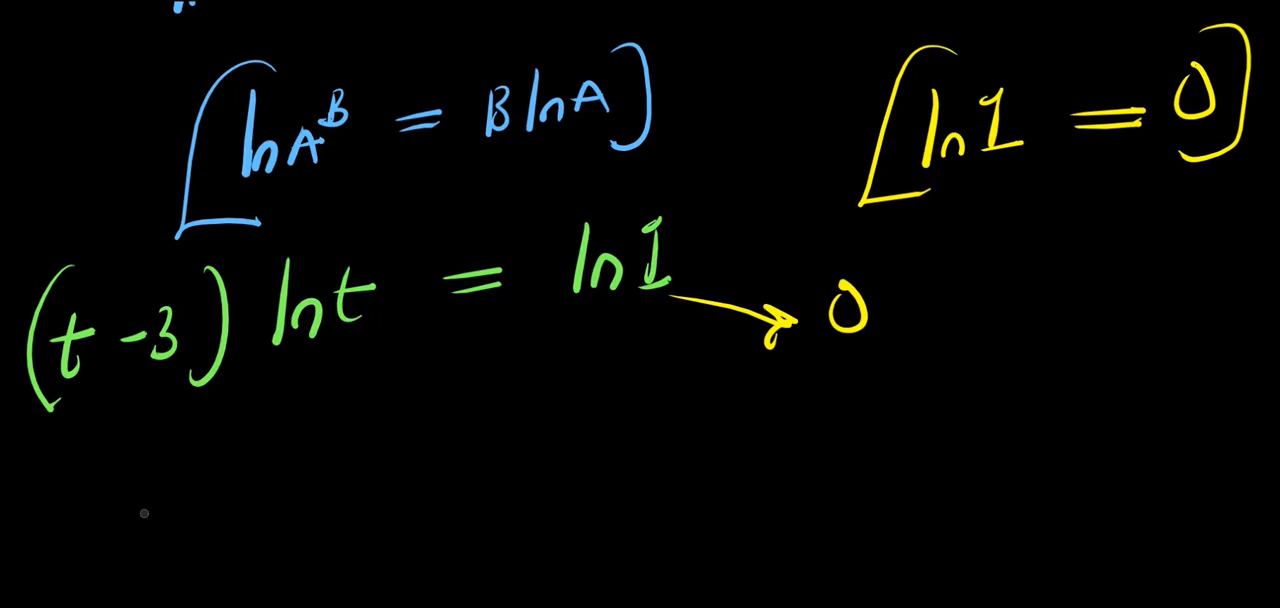 [ln A^B = B ln A] [ln 1 = 0]
(t - 3) ln t = ln 1 → 0